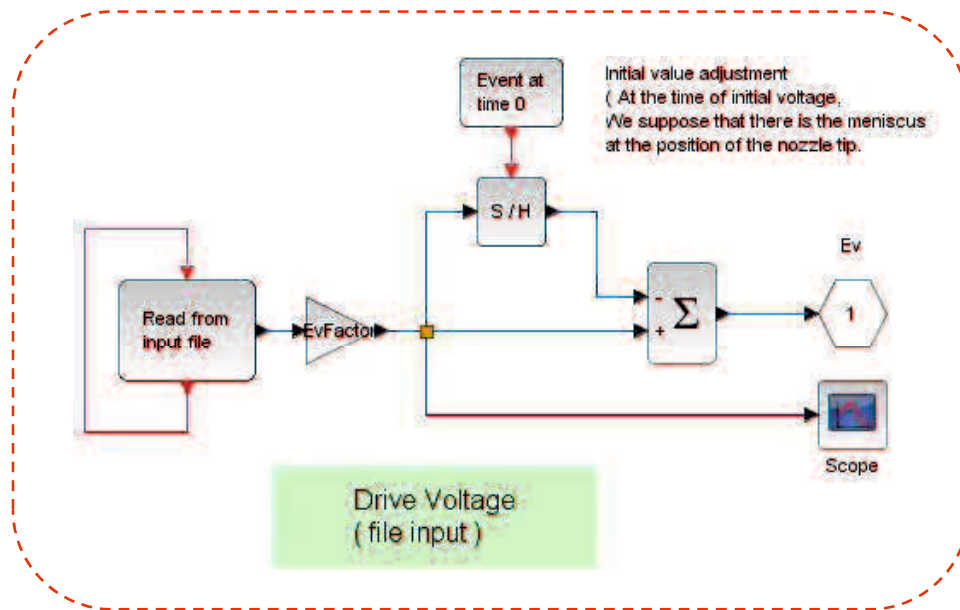 Event at
time 0
Initial value adjustment
( At the time of initial voltage,
We suppose that there is the meniscus
at the position of the nozzle tip.
S / H
Ev
Read from
input file
EvFactor
-
+
Σ
1
Scope
Drive Voltage
( file input )